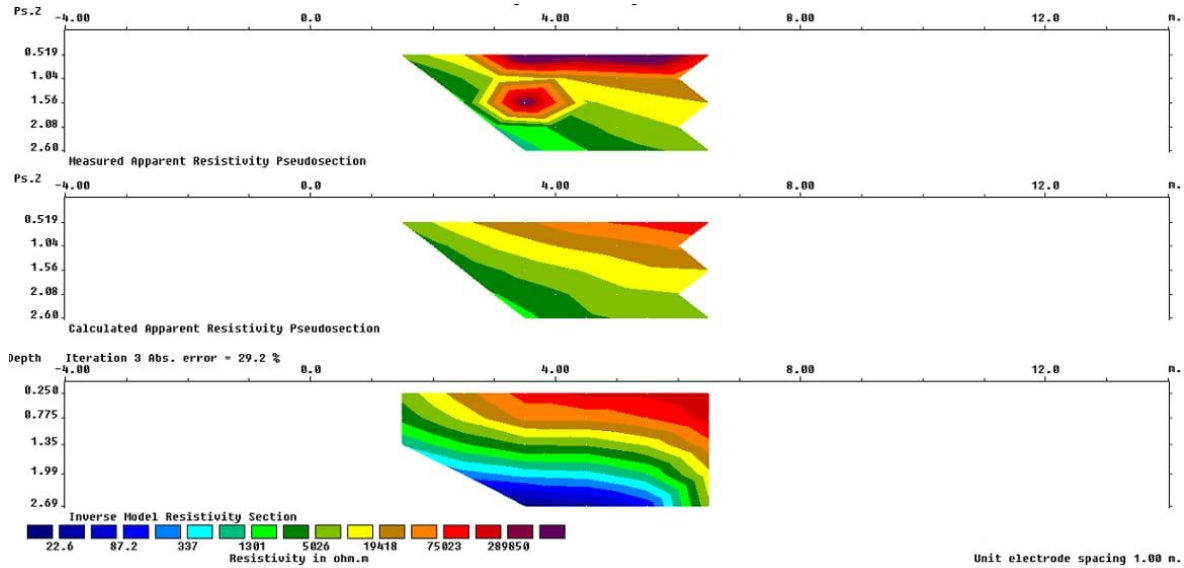 Ps.Z -4.00 0.0 4.00 8.00 12.0 m.
0.519
1.04
1.56
2.08
2.60
Measured Apparent Resistivity Pseudosection
Ps.Z -4.00 0.0 4.00 8.00 12.0 m.
0.519
1.04
1.56
2.08
2.60
Calculated Apparent Resistivity Pseudosection
Depth Iteration 3 Abs. error = 29.2 %
-4.00 0.0 4.00 8.00 12.0 m.
0.250
0.775
1.35
1.99
2.69
Inverse Model Resistivity Section
22.6 87.2 337 1301 5026 19418 75023 289850
Resistivity in ohm.m Unit electrode spacing 1.00 m.